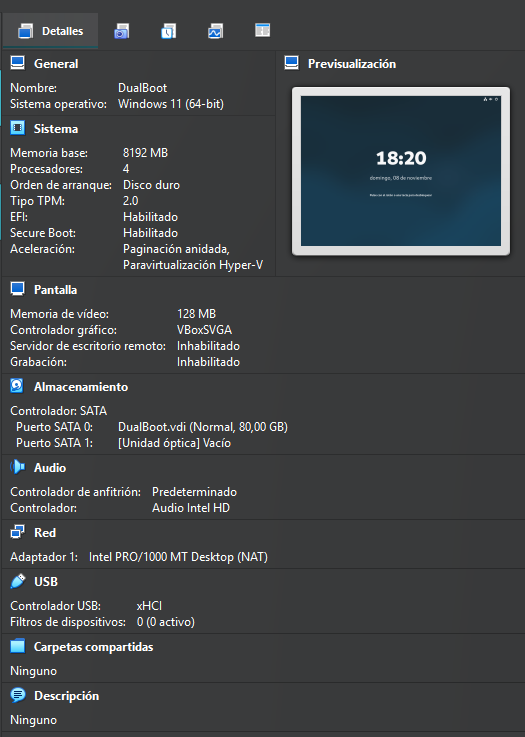 Detalles
General
Nombre: DualBoot
Sistema operativo: Windows 11 (64-bit)
Sistema
Memoria base: 8192 MB
Procesadores: 4
Orden de arranque: Disco duro
Tipo TPM: 2.0
EFI: Habilitado
Secure Boot: Habilitado
Aceleración: Paginación anidada,
Paravirtualización Hyper-V
Previsualización
18:20
domingo, 08 de noviembre
Pantalla
Memoria de vídeo: 128 MB
Controlador gráfico: VBoxSVGA
Servidor de escritorio remoto: Inhabilitado
Grabación: Inhabilitado
Almacenamiento
Controlador: SATA
Puerto SATA 0: DualBoot.vdi (Normal, 80,00 GB)
Puerto SATA 1: [Unidad óptica] Vacío
Audio
Controlador de anfitrión: Predeterminado
Controlador: Audio Intel HD
Red
Adaptador 1: Intel PRO/1000 MT Desktop (NAT)
USB
Controlador USB: xHCI
Filtros de dispositivos: 0 (0 activo)
Carpetas compartidas
Ninguno
Descripción
Ninguno